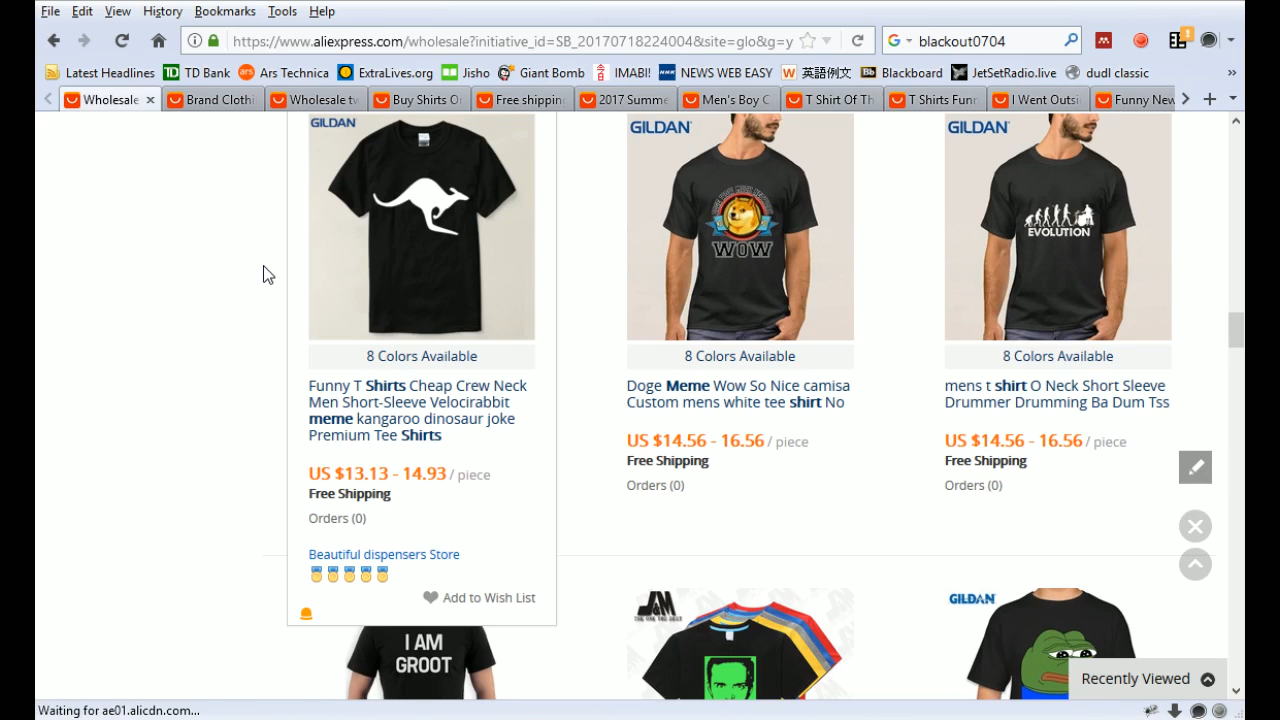 File Edit View History Bookmarks Tools Help
https://www.aliexpress.com/wholesale?initiative_id=SB_20170718224004&site=glo&g=y
blackout0704
Latest Headlines TD Bank Ars Technica ExtraLives.org Jisho Giant Bomb IMABI! NEWS WEB EASY 英語例文 Blackboard JetSetRadio.live dudl classic
Wholesale Brand Clothi Wholesale tw Buy Shirts O Free shippin 2017 Summe Men's Boy C T Shirt Of Th T Shirts Fun I Went Outsi Funny New
GILDAN
8 Colors Available
Funny T Shirts Cheap Crew Neck
Men Short-Sleeve Velocirabbit
meme kangaroo dinosaur joke
Premium Tee Shirts
US $13.13 - 14.93 / piece
Free Shipping
Orders (0)
Beautiful dispensers Store
Add to Wish List
GILDAN
WOW
8 Colors Available
Doge Meme Wow So Nice camisa
Custom mens white tee shirt No
US $14.56 - 16.56 / piece
Free Shipping
Orders (0)
GILDAN
EVOLUTION
8 Colors Available
mens t shirt O Neck Short Sleeve
Drummer Drumming Ba Dum Tss
US $14.56 - 16.56 / piece
Free Shipping
Orders (0)
I AM
GROOT
J&M
GILDAN
Recently Viewed
Waiting for ae01.alicdn.com...